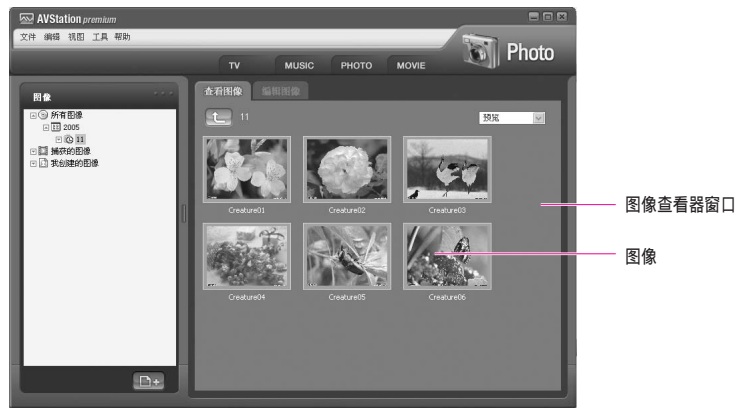 AVStation premium
文件 编辑 视图 工具 帮助
Photo
TV MUSIC PHOTO MOVIE
图像
查看图像 编辑图像
所有图像
2005
11
捕获的图像
我创建的图像
11
预览
Creature01 Creature02 Creature03
Creature04 Creature05 Creature06
图像查看器窗口
图像